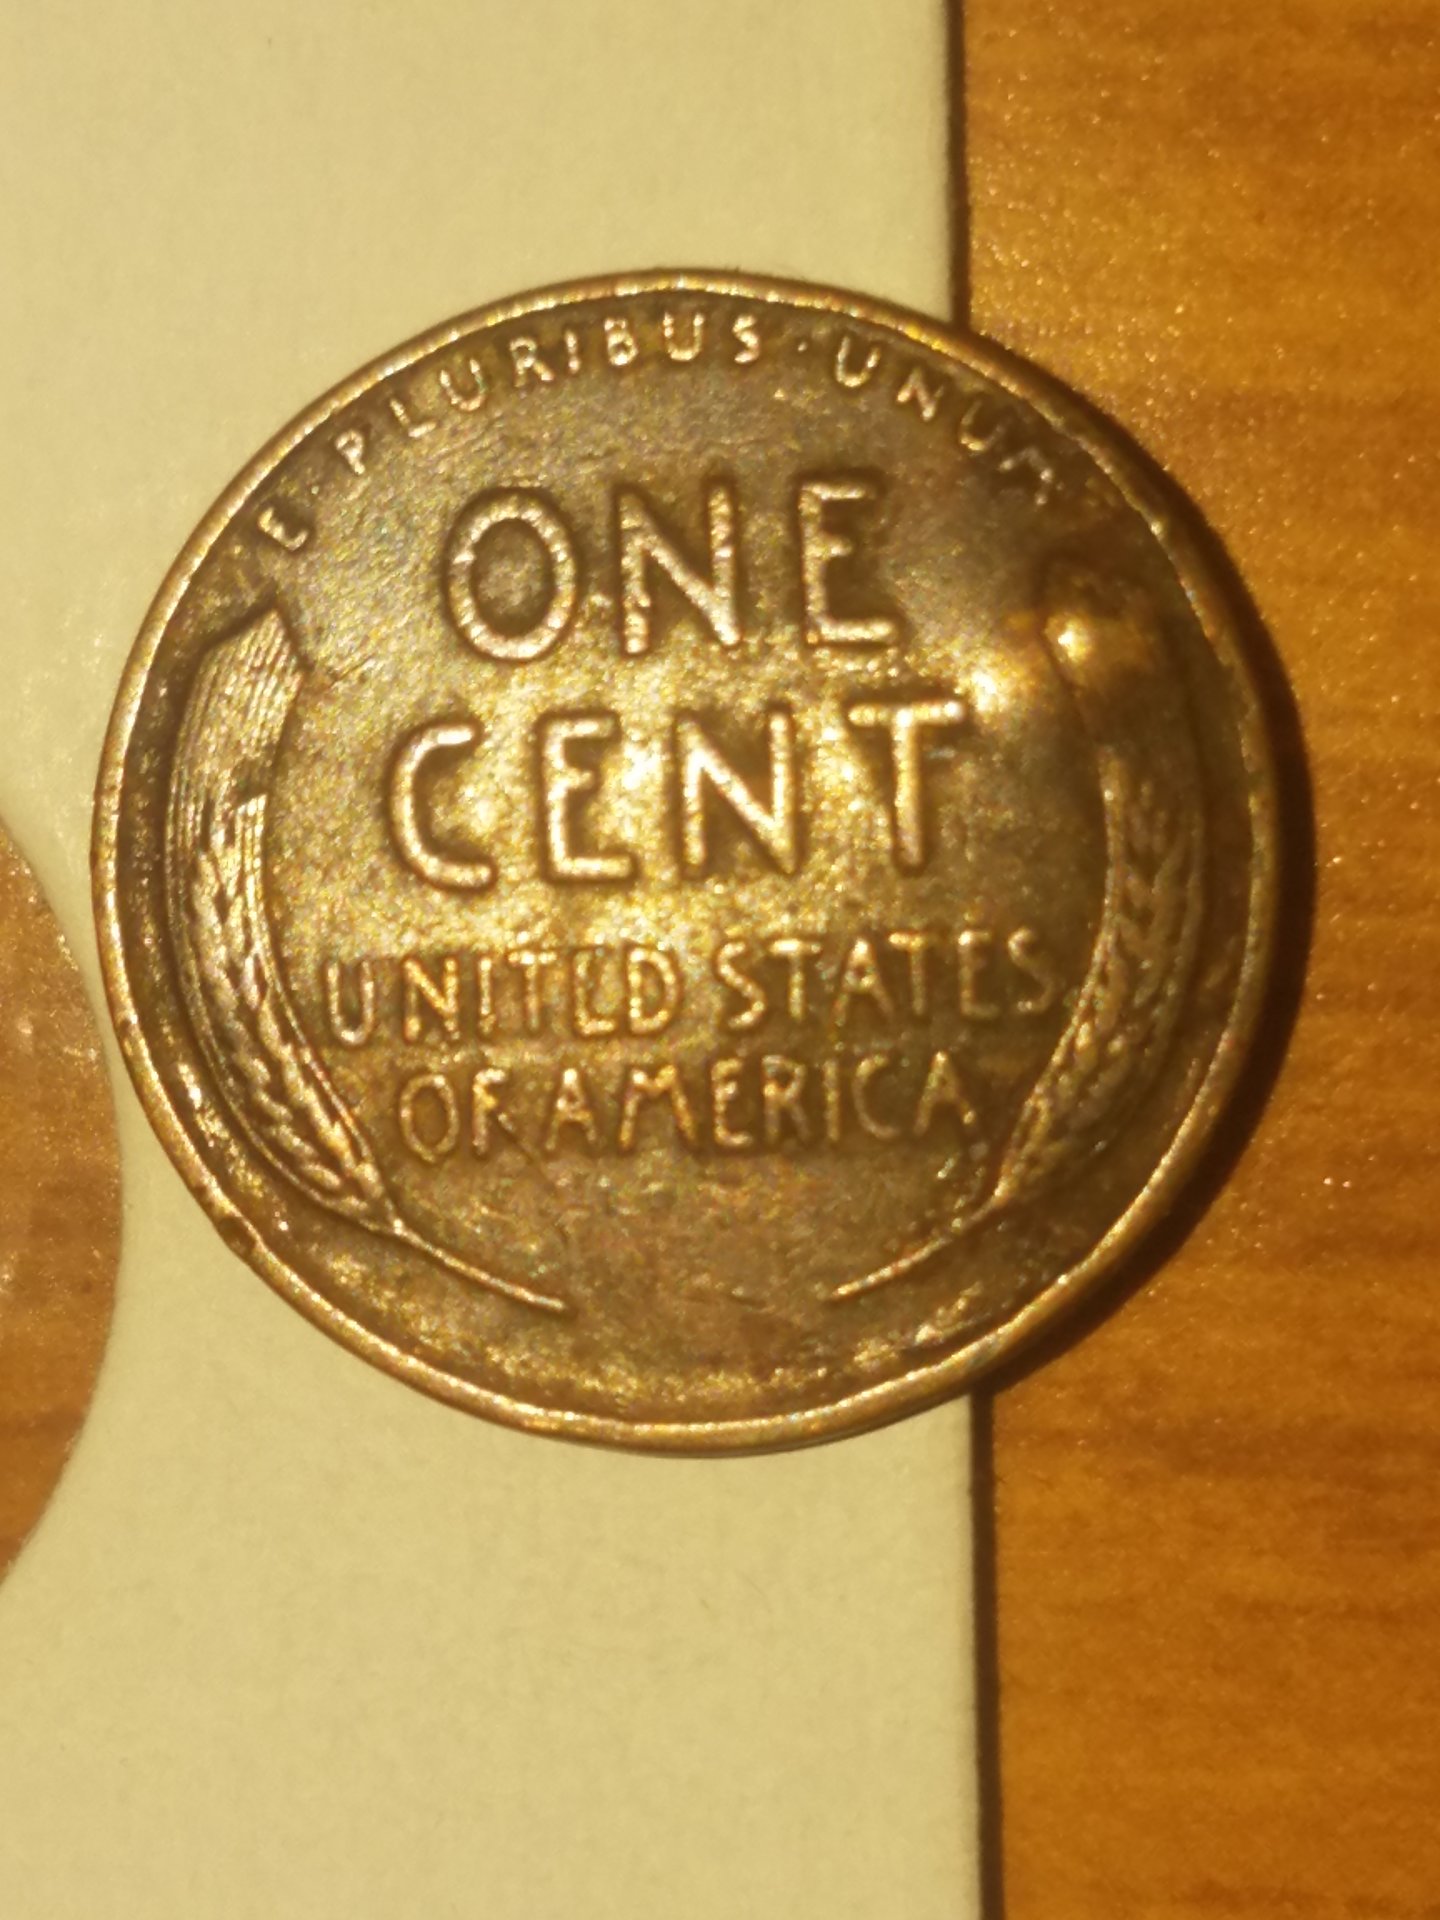 E·PLURIBUS·UNUM
ONE
CENT
UNITED STATES
OF AMERICA